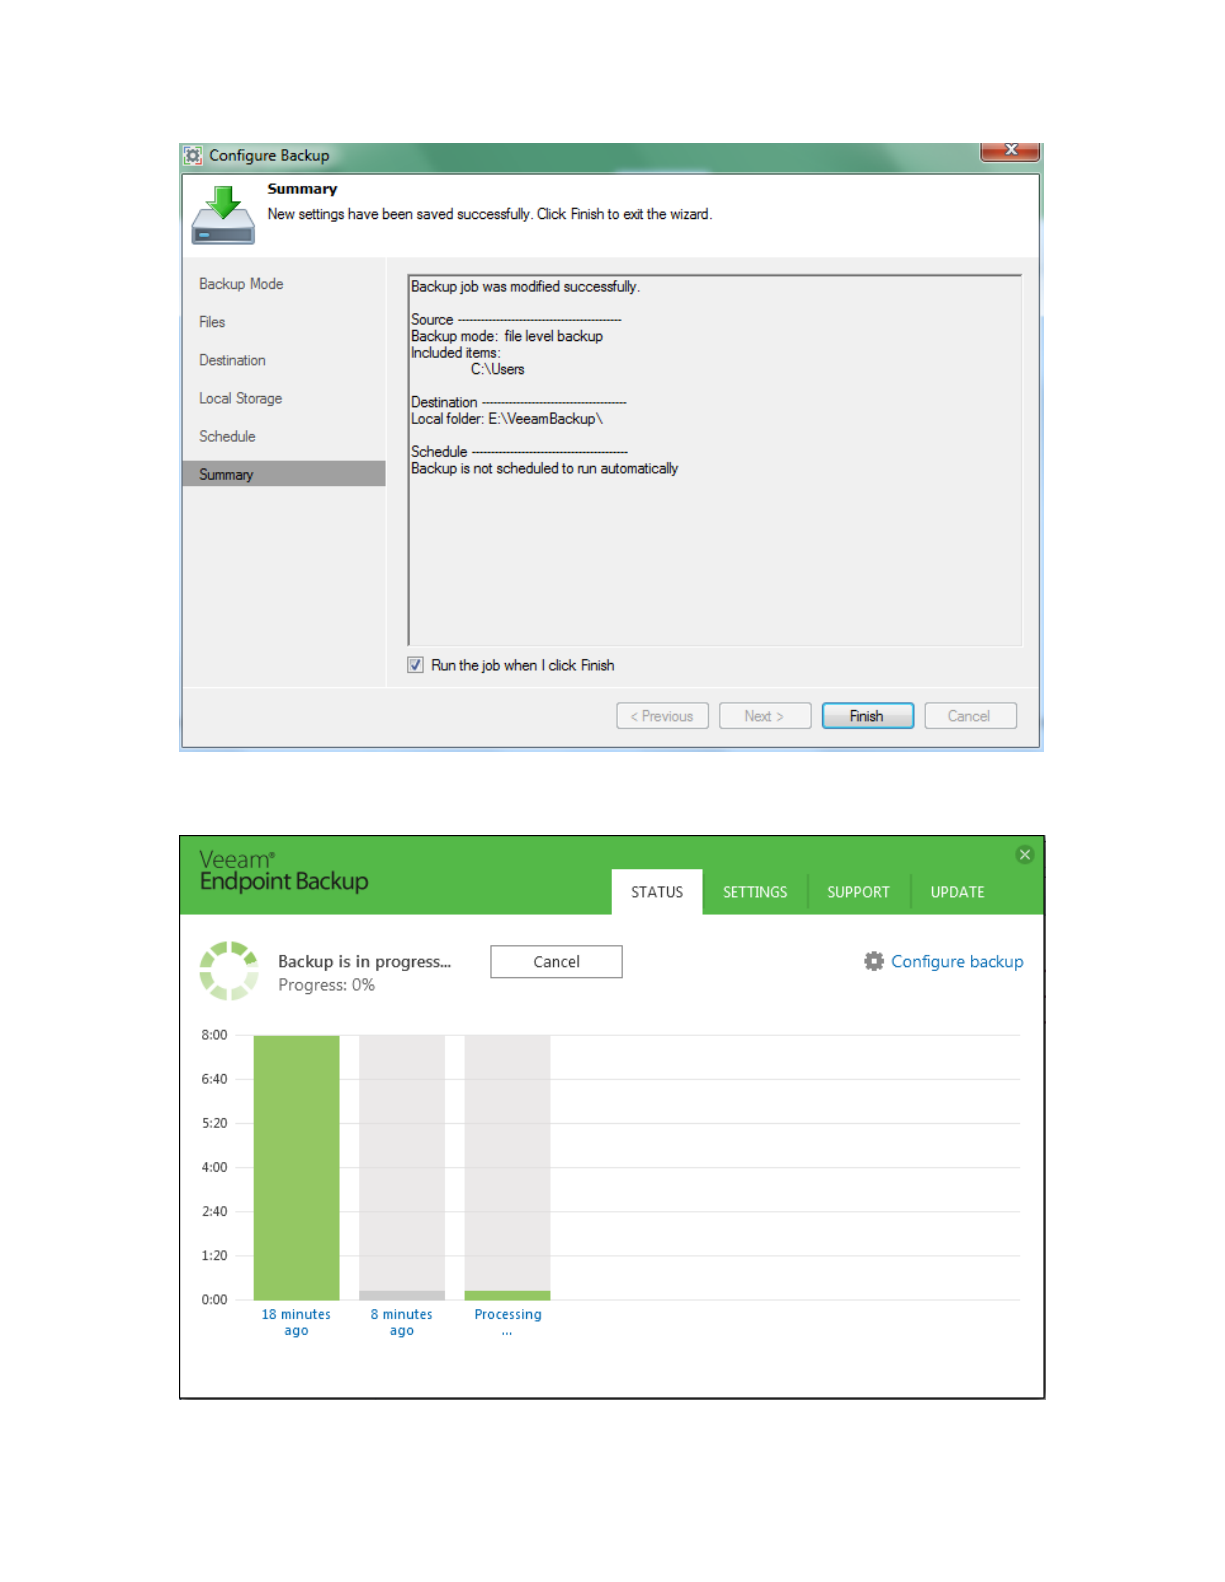 Configure Backup
Summary
New settings have been saved successfully. Click Finish to exit the wizard.
Backup Mode
Files
Destination
Local Storage
Schedule
Summary
Backup job was modified successfully.
Source -------------------------------------------
Backup mode: file level backup
Included items:
C:\Users
Destination --------------------------------------
Local folder: E:\VeeamBackup\
Schedule -----------------------------------------
Backup is not scheduled to run automatically
Run the job when I click Finish
< Previous
Next >
Finish
Cancel
Veeam®
Endpoint Backup
STATUS
SETTINGS
SUPPORT
UPDATE
Backup is in progress...
Progress: 0%
Cancel
Configure backup
8:00
6:40
5:20
4:00
2:40
1:20
0:00
18 minutes
ago
8 minutes
ago
Processing
...